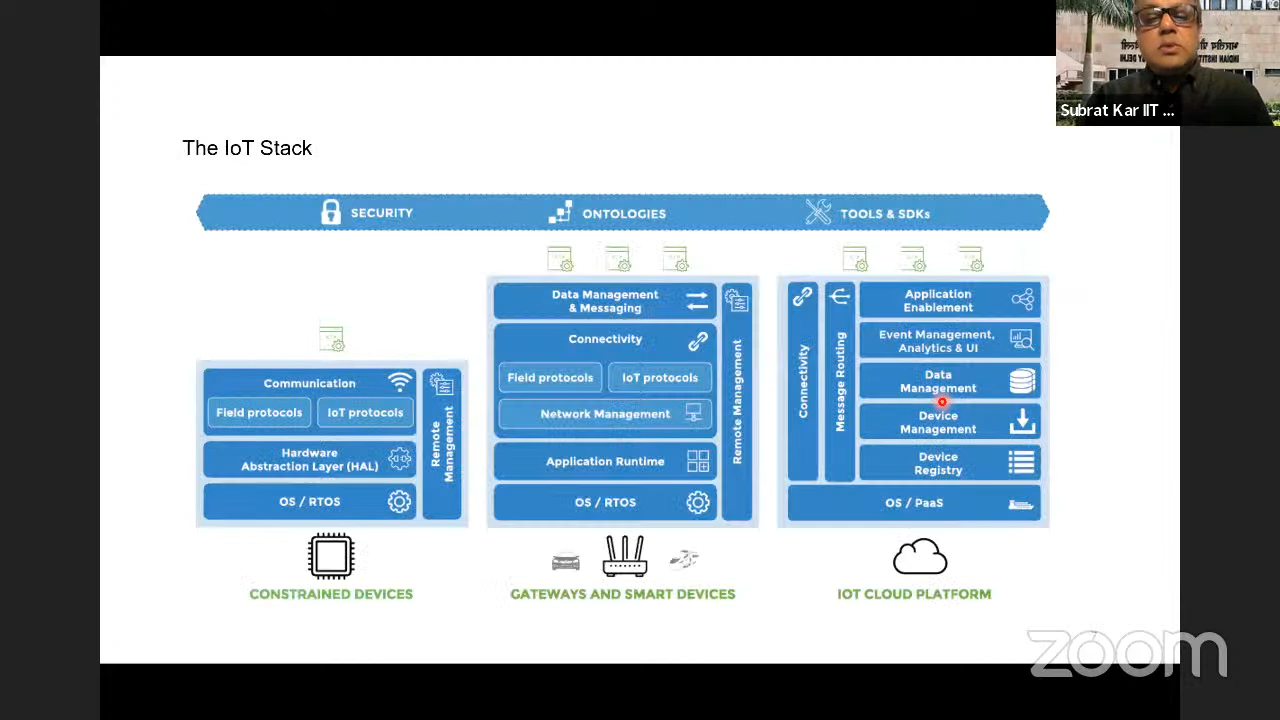 Subrat Kar IIT ...
INDIAN INSTITUTE
The IoT Stack
SECURITY
ONTOLOGIES
TOOLS & SDKs
Communication
Field protocols
IoT protocols
Hardware
Abstraction Layer (HAL)
OS / RTOS
Remote
Management
CONSTRAINED DEVICES
Data Management
& Messaging
Connectivity
Field protocols
IoT protocols
Network Management
Application Runtime
OS / RTOS
Remote Management
GATEWAYS AND SMART DEVICES
Connectivity
Message Routing
Application
Enablement
Event Management,
Analytics & UI
Data
Management
Device
Management
Device
Registry
OS / PaaS
IOT CLOUD PLATFORM
zoom